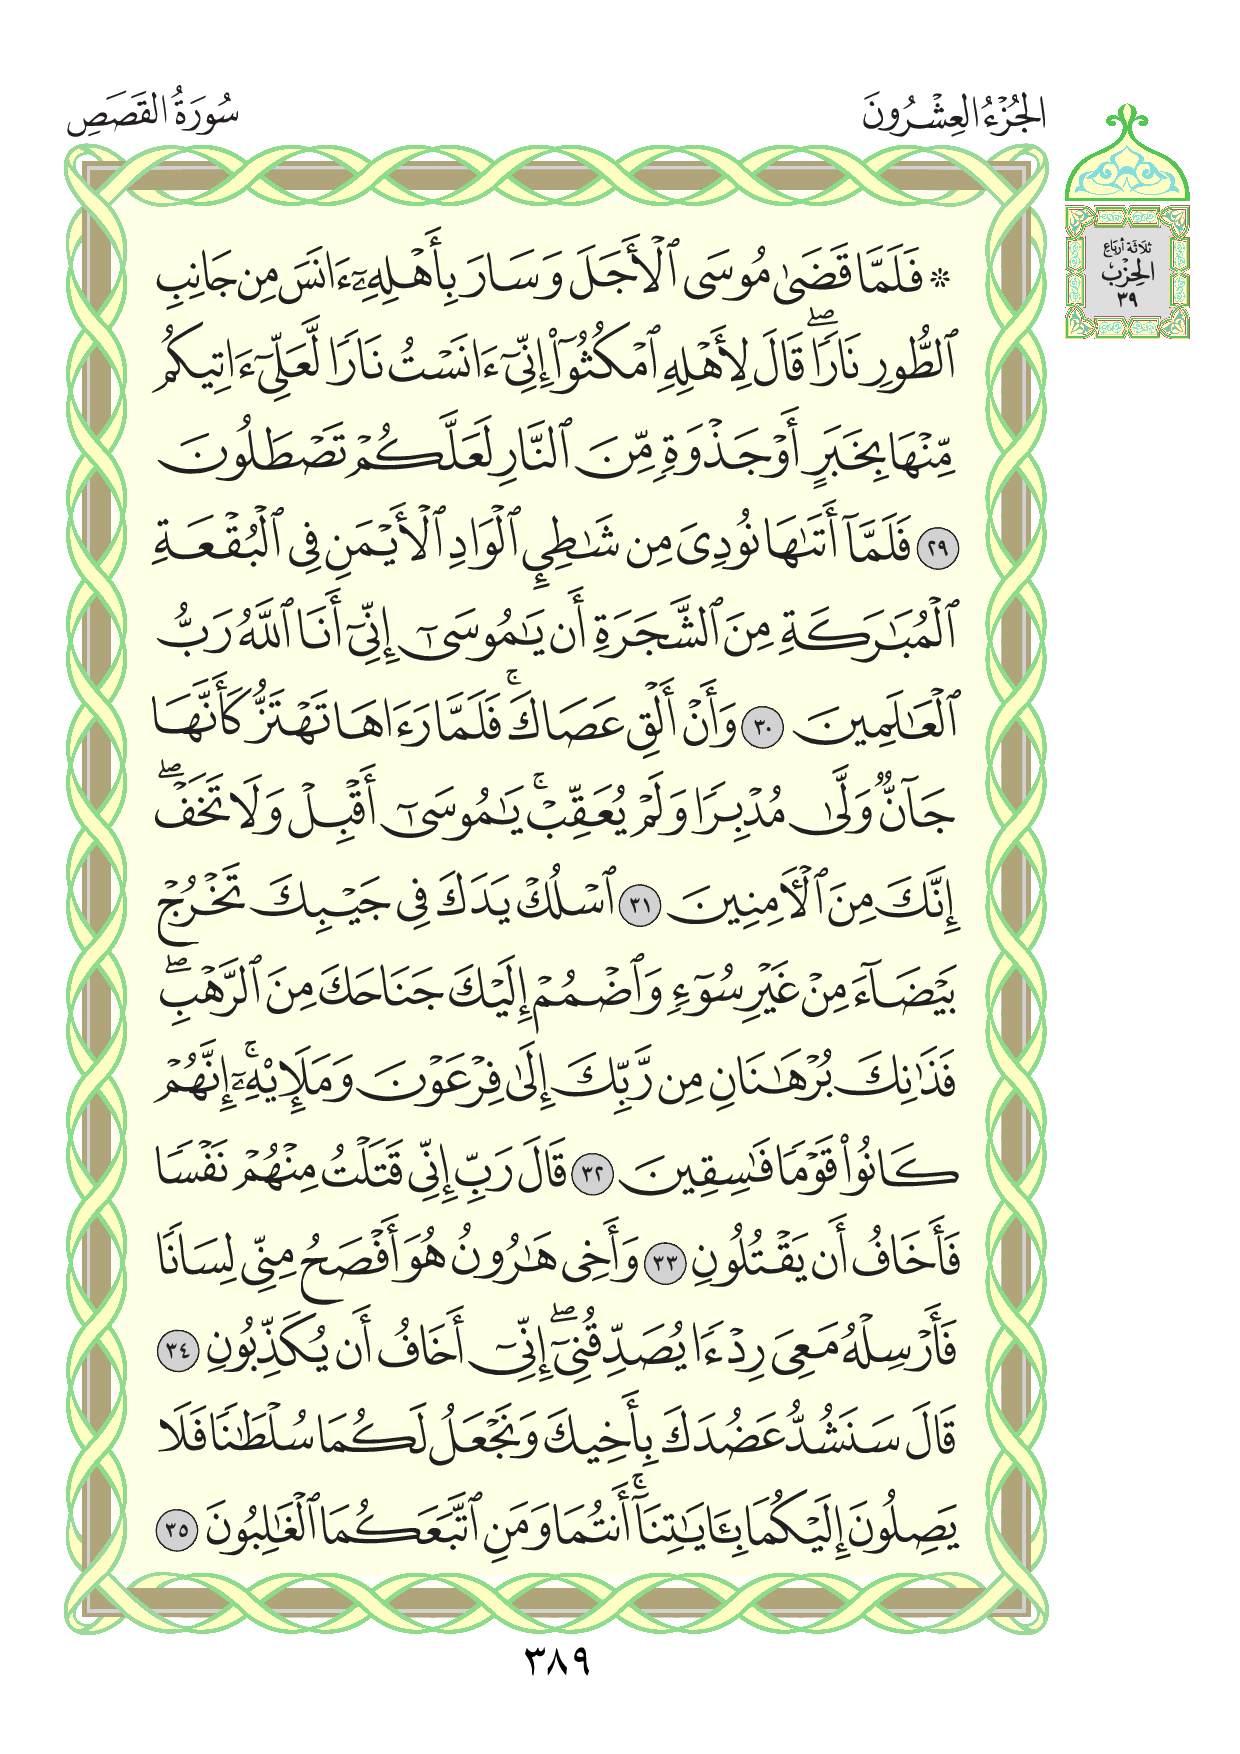 الجُزْءُ العِشْرُونَ
سُورَةُ القَصَصِ
ثلاثة أرباع
الحِزْب
٣٩
۞ فَلَمَّا قَضَىٰ مُوسَى ٱلۡأَجَلَ وَسَارَ بِأَهۡلِهِۦٓ ءَانَسَ مِن جَانِبِ
ٱلطُّورِ نَارٗاۖ قَالَ لِأَهۡلِهِ ٱمۡكُثُوٓاْ إِنِّيٓ ءَانَسۡتُ نَارٗا لَّعَلِّيٓ ءَاتِيكُم
مِّنۡهَا بِخَبَرٍ أَوۡ جَذۡوَةٖ مِّنَ ٱلنَّارِ لَعَلَّكُمۡ تَصۡطَلُونَ
٢٩ فَلَمَّآ أَتَىٰهَا نُودِيَ مِن شَٰطِيِٕ ٱلۡوَادِ ٱلۡأَيۡمَنِ فِي ٱلۡبُقۡعَةِ
ٱلۡمُبَٰرَكَةِ مِنَ ٱلشَّجَرَةِ أَن يَٰمُوسَىٰٓ إِنِّيٓ أَنَا ٱللَّهُ رَبُّ
ٱلۡعَٰلَمِينَ ٣٠ وَأَنۡ أَلۡقِ عَصَاكَۚ فَلَمَّا رَءَاهَا تَهۡتَزُّ كَأَنَّهَا
جَآنّٞ وَلَّىٰ مُدۡبِرٗا وَلَمۡ يُعَقِّبۡۚ يَٰمُوسَىٰٓ أَقۡبِلۡ وَلَا تَخَفۡۖ
إِنَّكَ مِنَ ٱلۡأٓمِنِينَ ٣١ ٱسۡلُكۡ يَدَكَ فِي جَيۡبِكَ تَخۡرُجۡ
بَيۡضَآءَ مِنۡ غَيۡرِ سُوٓءٖ وَٱضۡمُمۡ إِلَيۡكَ جَنَاحَكَ مِنَ ٱلرَّهۡبِۖ
فَذَٰنِكَ بُرۡهَٰنَانِ مِن رَّبِّكَ إِلَىٰ فِرۡعَوۡنَ وَمَلَإِيْهِۦٓۚ إِنَّهُمۡ
كَانُواْ قَوۡمٗا فَٰسِقِينَ ٣٢ قَالَ رَبِّ إِنِّي قَتَلۡتُ مِنۡهُمۡ نَفۡسٗا
فَأَخَافُ أَن يَقۡتُلُونِ ٣٣ وَأَخِي هَٰرُونُ هُوَ أَفۡصَحُ مِنِّي لِسَانٗا
فَأَرۡسِلۡهُ مَعِيَ رِدۡءٗا يُصَدِّقُنِيٓۖ إِنِّيٓ أَخَافُ أَن يُكَذِّبُونِ ٣٤
قَالَ سَنَشُدُّ عَضُدَكَ بِأَخِيكَ وَنَجۡعَلُ لَكُمَا سُلۡطَٰنٗا فَلَا
يَصِلُونَ إِلَيۡكُمَا بِـَٔايَٰتِنَآۚ أَنتُمَا وَمَنِ ٱتَّبَعَكُمَا ٱلۡغَٰلِبُونَ ٣٥
٣٨٩